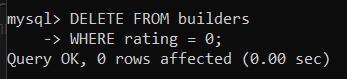 mysql> DELETE FROM builders
    -> WHERE rating = 0;
Query OK, 0 rows affected (0.00 sec)